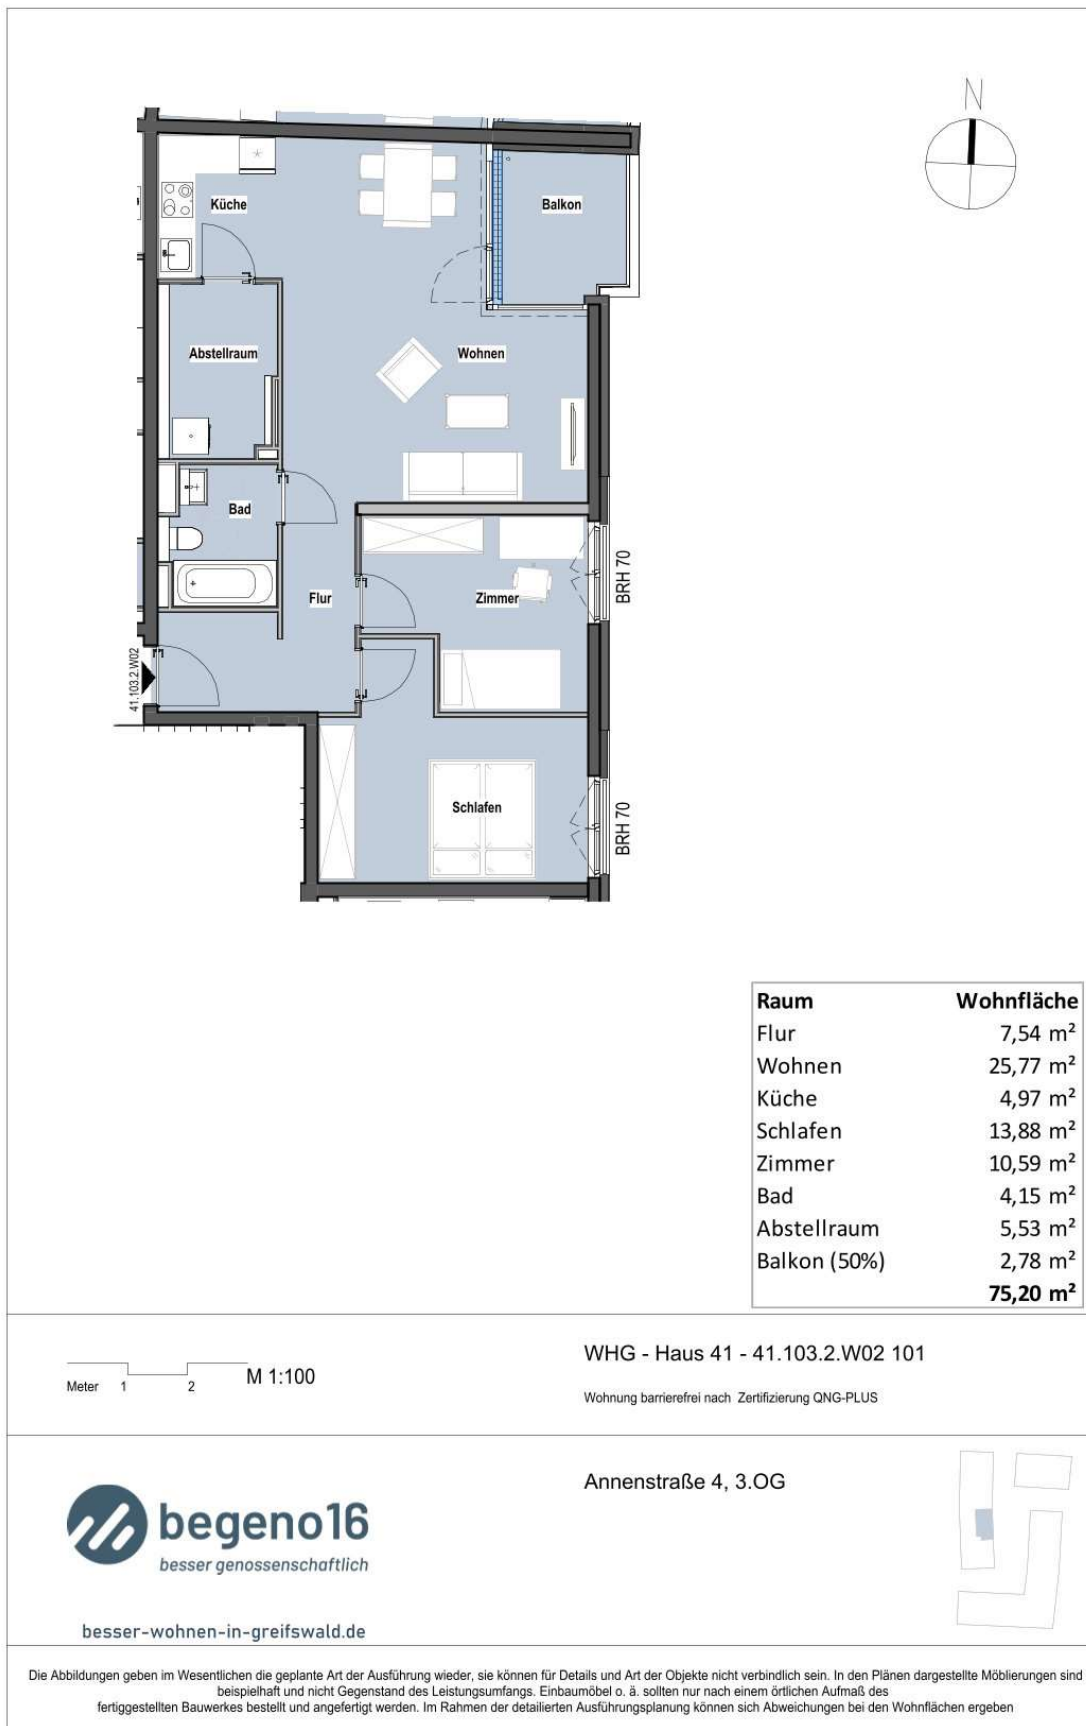 N
Küche
Balkon
Abstellraum
Wohnen
Bad
BRH 70
Flur
Zimmer
41.103.2.W02
Schlafen
BRH 70
Raum Wohnfläche
Flur 7,54 m²
Wohnen 25,77 m²
Küche 4,97 m²
Schlafen 13,88 m²
Zimmer 10,59 m²
Bad 4,15 m²
Abstellraum 5,53 m²
Balkon (50%) 2,78 m²
75,20 m²
Meter 1 2 M 1:100
WHG - Haus 41 - 41.103.2.W02 101
Wohnung barrierefrei nach Zertifizierung QNG-PLUS
Annenstraße 4, 3.OG
begeno16
besser genossenschaftlich
besser-wohnen-in-greifswald.de
Die Abbildungen geben im Wesentlichen die geplante Art der Ausführung wieder, sie können für Details und Art der Objekte nicht verbindlich sein. In den Plänen dargestellte Möblierungen sind
beispielhaft und nicht Gegenstand des Leistungsumfangs. Einbaumöbel o. ä. sollten nur nach einem örtlichen Aufmaß des
fertiggestellten Bauwerkes bestellt und angefertigt werden. Im Rahmen der detailierten Ausführungsplanung können sich Abweichungen bei den Wohnflächen ergeben